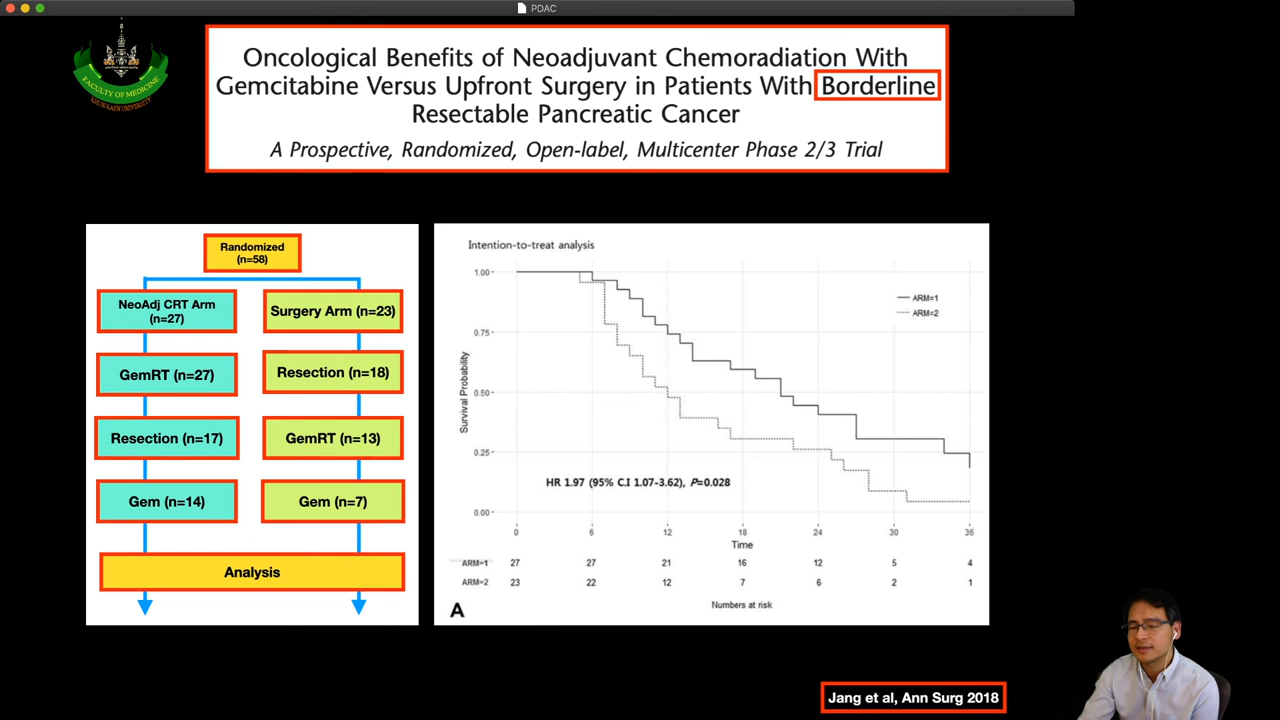 PDAC
FACULTY OF MEDICINE
KHON KAEN UNIVERSITY
Oncological Benefits of Neoadjuvant Chemoradiation With
Gemcitabine Versus Upfront Surgery in Patients With Borderline
Resectable Pancreatic Cancer
A Prospective, Randomized, Open-label, Multicenter Phase 2/3 Trial
Randomized
(n=58)
NeoAdj CRT Arm
(n=27)
Surgery Arm (n=23)
GemRT (n=27)
Resection (n=18)
Resection (n=17)
GemRT (n=13)
Gem (n=14)
Gem (n=7)
Analysis
Intention-to-treat analysis
1.00
0.75
0.50
0.25
0.00
Survival Probability
ARM=1
ARM=2
HR 1.97 (95% C.I 1.07-3.62), P=0.028
0 6 12 18 24 30 36
Time
ARM=1 27 27 21 16 12 5 4
ARM=2 23 22 12 7 6 2 1
Numbers at risk
A
Jang et al, Ann Surg 2018